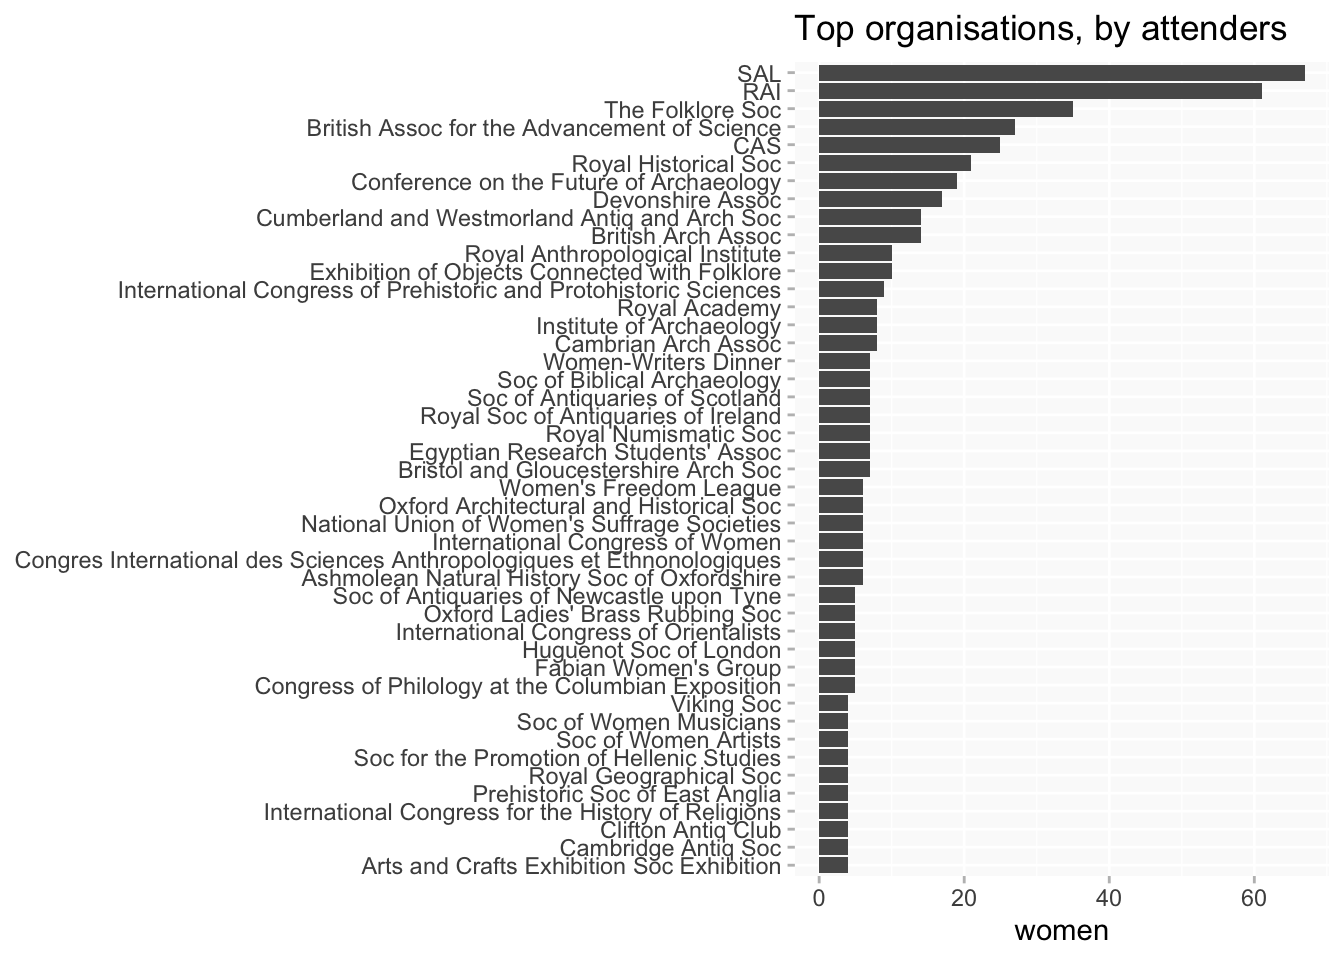 Top organisations, by attenders
SAL
RAI
The Folklore Soc
British Assoc for the Advancement of Science
CAS
Royal Historical Soc
Conference on the Future of Archaeology
Devonshire Assoc
Cumberland and Westmorland Antiq and Arch Soc
British Arch Assoc
Royal Anthropological Institute
Exhibition of Objects Connected with Folklore
International Congress of Prehistoric and Protohistoric Sciences
Royal Academy
Institute of Archaeology
Cambrian Arch Assoc
Women-Writers Dinner
Soc of Biblical Archaeology
Soc of Antiquaries of Scotland
Royal Soc of Antiquaries of Ireland
Royal Numismatic Soc
Egyptian Research Students' Assoc
Bristol and Gloucestershire Arch Soc
Women's Freedom League
Oxford Architectural and Historical Soc
National Union of Women's Suffrage Societies
International Congress of Women
Congres International des Sciences Anthropologiques et Ethnonologiques
Ashmolean Natural History Soc of Oxfordshire
Soc of Antiquaries of Newcastle upon Tyne
Oxford Ladies' Brass Rubbing Soc
International Congress of Orientalists
Huguenot Soc of London
Fabian Women's Group
Congress of Philology at the Columbian Exposition
Viking Soc
Soc of Women Musicians
Soc of Women Artists
Soc for the Promotion of Hellenic Studies
Royal Geographical Soc
Prehistoric Soc of East Anglia
International Congress for the History of Religions
Clifton Antiq Club
Cambridge Antiq Soc
Arts and Crafts Exhibition Soc Exhibition
0 20 40 60
women